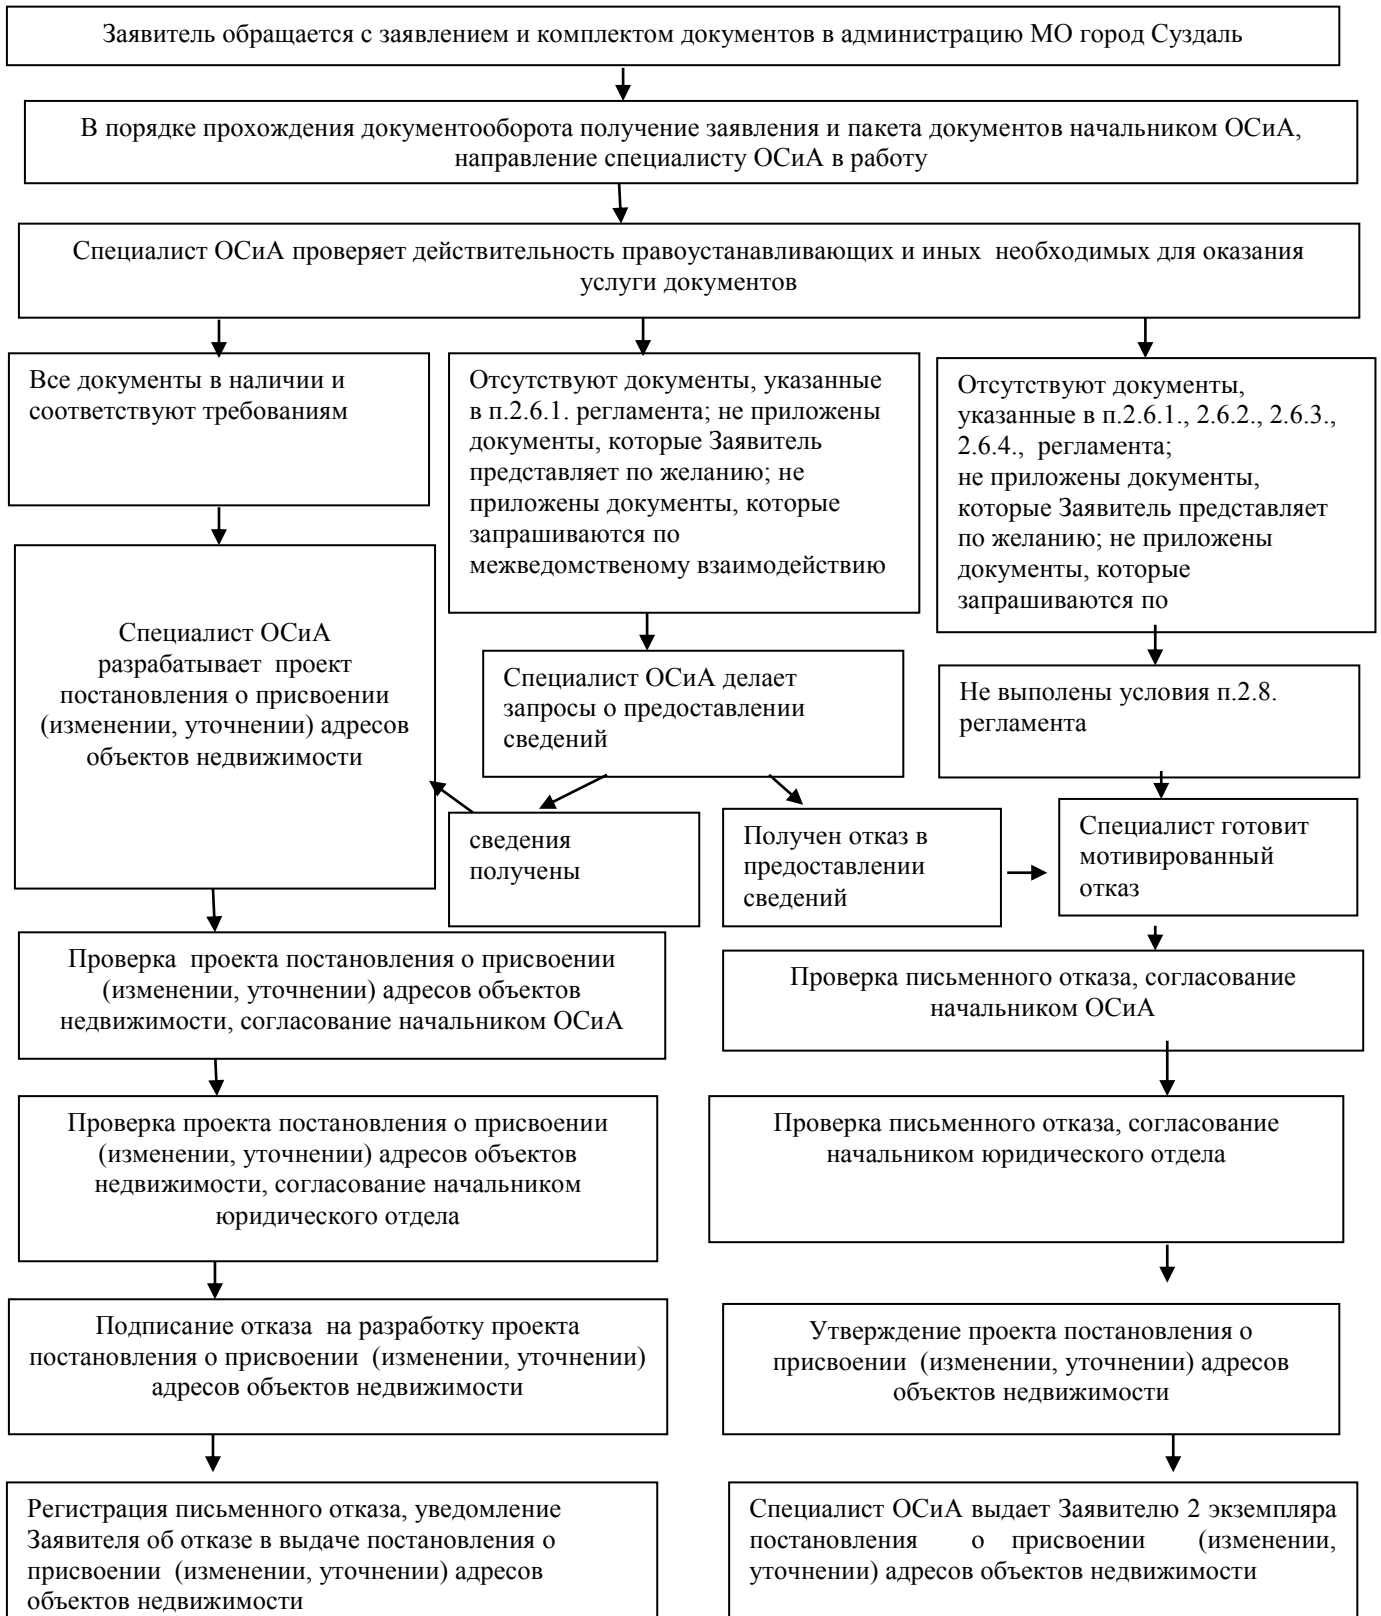 Заявитель обращается с заявлением и комплектом документов в администрацию МО город Суздаль
В порядке прохождения документооборота получение заявления и пакета документов начальником ОСиА,
направление специалисту ОСиА в работу
Специалист ОСиА проверяет действительность правоустанавливающих и иных необходимых для оказания
услуги документов
Все документы в наличии и
соответствуют требованиям
Отсутствуют документы, указанные
в п.2.6.1. регламента; не приложены
документы, которые Заявитель
представляет по желанию; не
приложены документы, которые
запрашиваются по
межведомственому взаимодействию
Отсутствуют документы,
указанные в п.2.6.1., 2.6.2., 2.6.3.,
2.6.4., регламента;
не приложены документы,
которые Заявитель представляет
по желанию; не приложены
документы, которые
запрашиваются по
Специалист ОСиА
разрабатывает проект
постановления о присвоении
(изменении, уточнении) адресов
объектов недвижимости
Специалист ОСиА делает
запросы о предоставлении
сведений
Не выполены условия п.2.8.
регламента
сведения
получены
Получен отказ в
предоставлении
сведений
Специалист готовит
мотивированный
отказ
Проверка проекта постановления о присвоении
(изменении, уточнении) адресов объектов
недвижимости, согласование начальником ОСиА
Проверка письменного отказа, согласование
начальником ОСиА
Проверка проекта постановления о присвоении
(изменении, уточнении) адресов объектов
недвижимости, согласование начальником
юридического отдела
Проверка письменного отказа, согласование
начальником юридического отдела
Подписание отказа на разработку проекта
постановления о присвоении (изменении, уточнении)
адресов объектов недвижимости
Утверждение проекта постановления о
присвоении (изменении, уточнении) адресов
объектов недвижимости
Регистрация письменного отказа, уведомление
Заявителя об отказе в выдаче постановления о
присвоении (изменении, уточнении) адресов
объектов недвижимости
Специалист ОСиА выдает Заявителю 2 экземпляра
постановления о присвоении (изменении,
уточнении) адресов объектов недвижимости